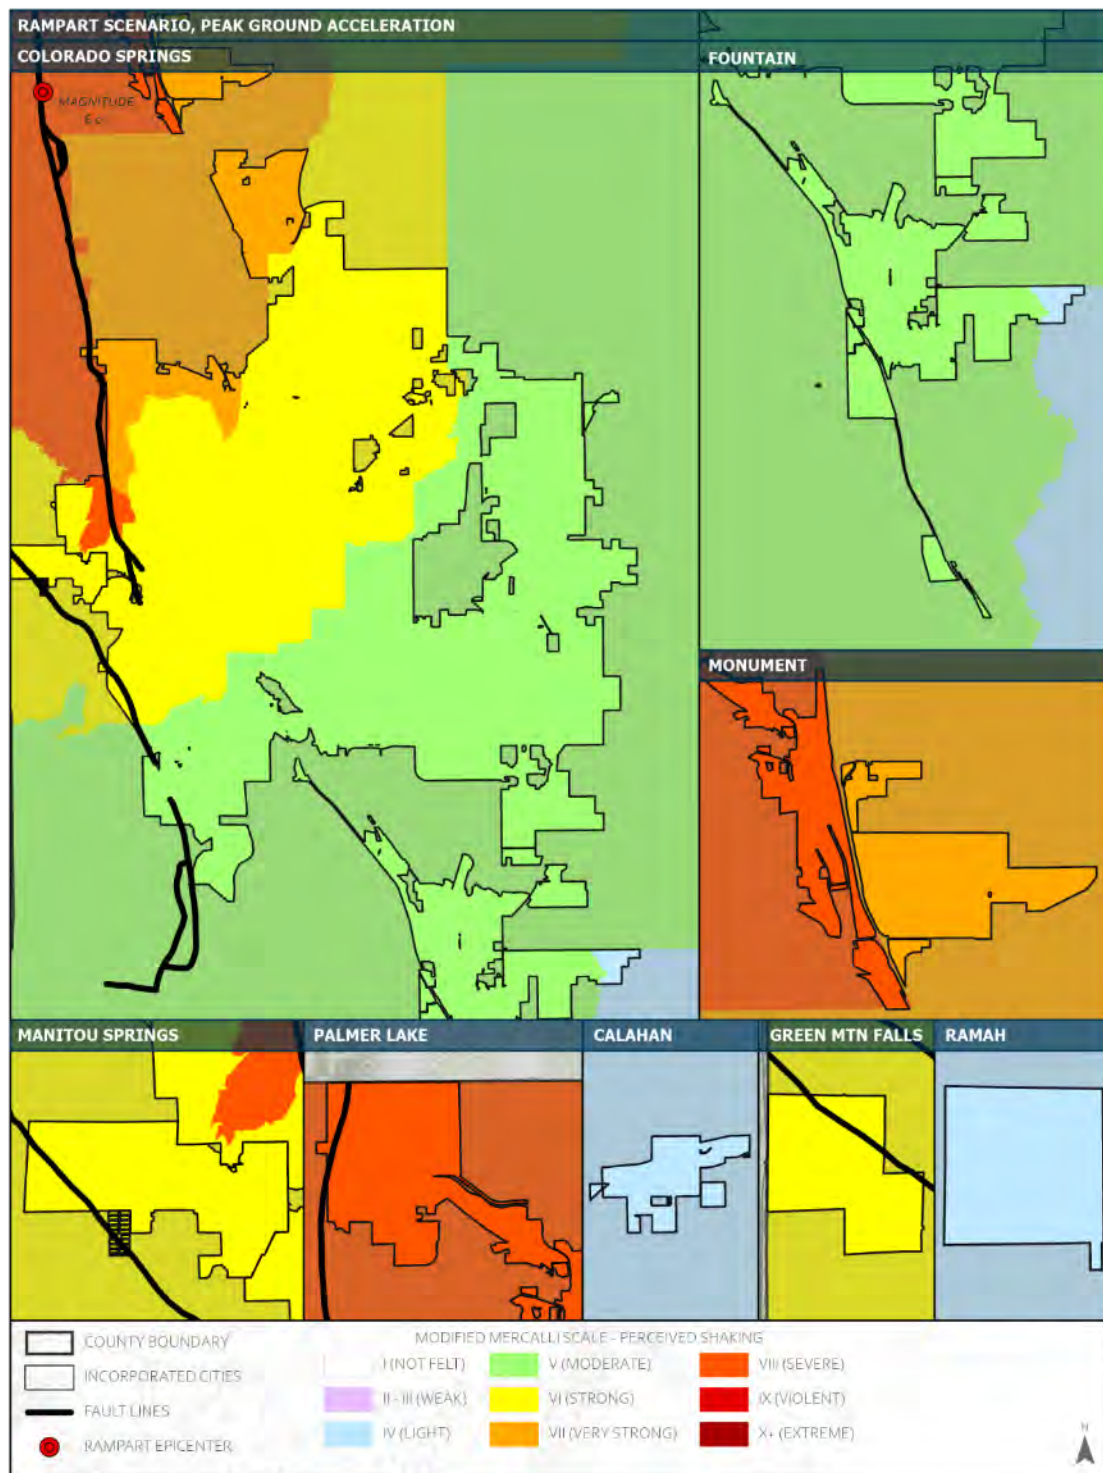 RAMPART SCENARIO, PEAK GROUND ACCELERATION
COLORADO SPRINGS
FOUNTAIN
MAGNITUDE
MONUMENT
MANITOU SPRINGS
PALMER LAKE
CALAHAN
GREEN MTN FALLS
RAMAH
COUNTY BOUNDARY
INCORPORATED CITIES
FAULT LINES
RAMPART EPICENTER
MODIFIED MERCALLI SCALE - PERCEIVED SHAKING
I (NOT FELT)
II - III (WEAK)
IV (LIGHT)
V (MODERATE)
VI (STRONG)
VII (VERY STRONG)
VIII (SEVERE)
IX (VIOLENT)
X+ (EXTREME)
N